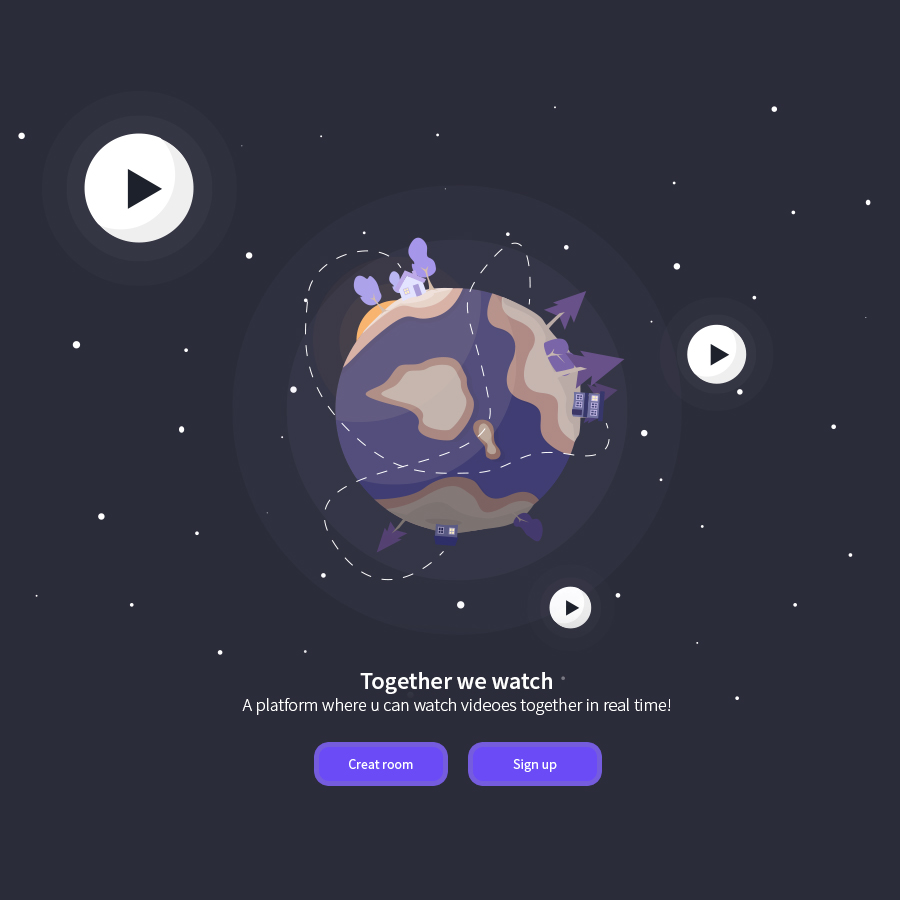 Together we watch
A platform where u can watch videoes together in real time!
Creat room
Sign up